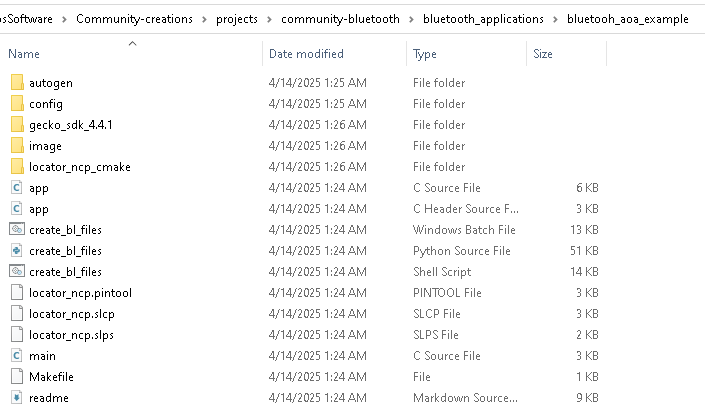 osSoftware > Community-creations > projects > community-bluetooth > bluetooth_applications > bluetooh_aoa_example
Name Date modified Type Size
autogen 4/14/2025 1:25 AM File folder
config 4/14/2025 1:25 AM File folder
gecko_sdk_4.4.1 4/14/2025 1:26 AM File folder
image 4/14/2025 1:26 AM File folder
locator_ncp_cmake 4/14/2025 1:26 AM File folder
app 4/14/2025 1:24 AM C Source File 6 KB
app 4/14/2025 1:24 AM C Header Source F... 3 KB
create_bl_files 4/14/2025 1:24 AM Windows Batch File 13 KB
create_bl_files 4/14/2025 1:24 AM Python Source File 51 KB
create_bl_files 4/14/2025 1:24 AM Shell Script 14 KB
locator_ncp.pintool 4/14/2025 1:24 AM PINTOOL File 3 KB
locator_ncp.slcp 4/14/2025 1:24 AM SLCP File 3 KB
locator_ncp.slps 4/14/2025 1:24 AM SLPS File 2 KB
main 4/14/2025 1:24 AM C Source File 3 KB
Makefile 4/14/2025 1:24 AM File 1 KB
readme 4/14/2025 1:24 AM Markdown Source... 9 KB